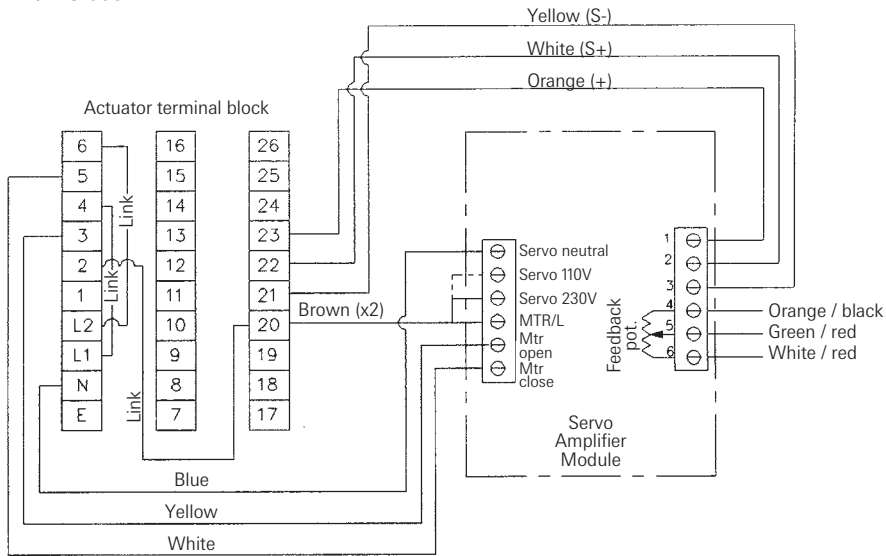 Yellow (S-)
White (S+)
Orange (+)
Actuator terminal block
6
5
4
3
2
1
L2
L1
N
E
16
15
14
13
12
11
10
9
8
7
26
25
24
23
22
21
20
19
18
17
Link
Link
Link
Brown (x2)
Servo neutral
Servo 110V
Servo 230V
MTR/L
Mtr
open
Mtr
close
Feedback
pot.
1
2
3
4
5
6
Orange / black
Green / red
White / red
Servo
Amplifier
Module
Blue
Yellow
White